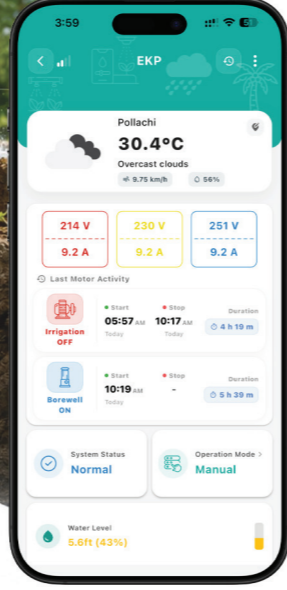 3:59
EKP
Pollachi
30.4°C
Overcast clouds
9.75 km/h 56%
214 V 230 V 251 V
9.2 A 9.2 A 9.2 A
Last Motor Activity
Start Stop Duration
05:57 AM 10:17 AM 4 h 19 m
Today Today
Irrigation
OFF
Start Stop Duration
10:19 AM - 5 h 39 m
Today
Borewell
ON
System Status
Normal
Operation Mode >
Manual
Water Level
5.6ft (43%)